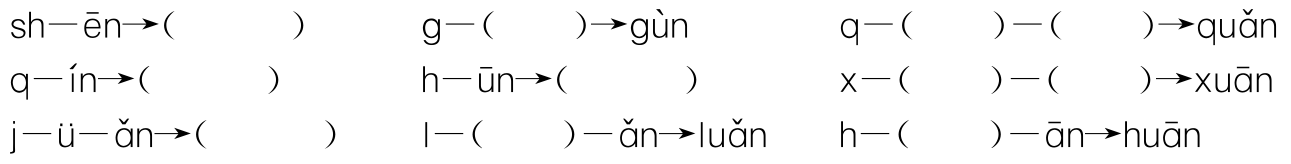 sh—ēn→(  )  g—(  )→gùn  q—(  )—(  )→quǎn
q—ín→(  )  h—ūn→(  )  x—(  )—(  )→xuān
j—ü—ǎn→(  )  l—(  )—ǎn→luǎn  h—(  )—ān→huān